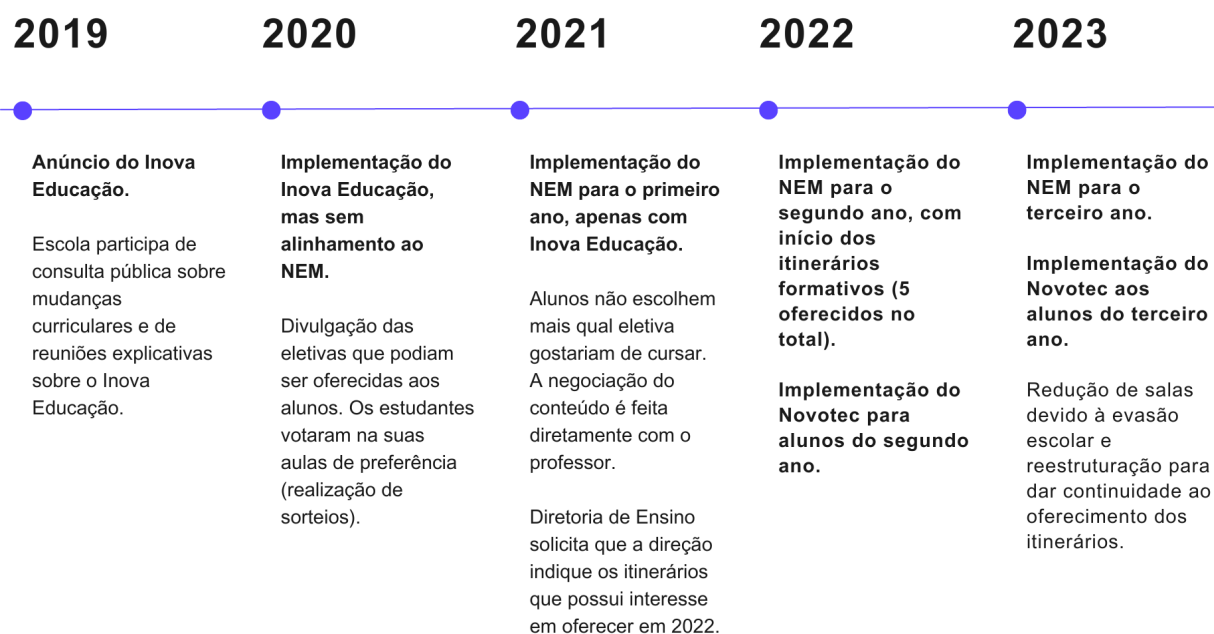 2019
Anúncio do Inova
Educação.
Escola participa de
consulta pública sobre
mudanças
curriculares e de
reuniões explicativas
sobre o Inova
Educação.
2020
Implementação do
Inova Educação,
mas sem
alinhamento ao
NEM.
Divulgação das
eletivas que podiam
ser oferecidas aos
alunos. Os estudantes
votaram na suas
aulas de preferência
(realização de
sorteios).
2021
Implementação do
NEM para o primeiro
ano, apenas com
Inova Educação.
Alunos não escolhem
mais qual eletiva
gostariam de cursar.
A negociação do
conteúdo é feita
diretamente com o
professor.
Diretoria de Ensino
solicita que a direção
indique os itinerários
que possui interesse
em oferecer em 2022.
2022
Implementação do
NEM para o
segundo ano, com
início dos
itinerários
formativos (5
oferecidos no
total).
Implementação do
Novotec para
alunos do segundo
ano.
2023
Implementação do
NEM para o
terceiro ano.
Implementação do
Novotec aos
alunos do terceiro
ano.
Redução de salas
devido à evasão
escolar e
reestruturação para
dar continuidade ao
oferecimento dos
itinerários.